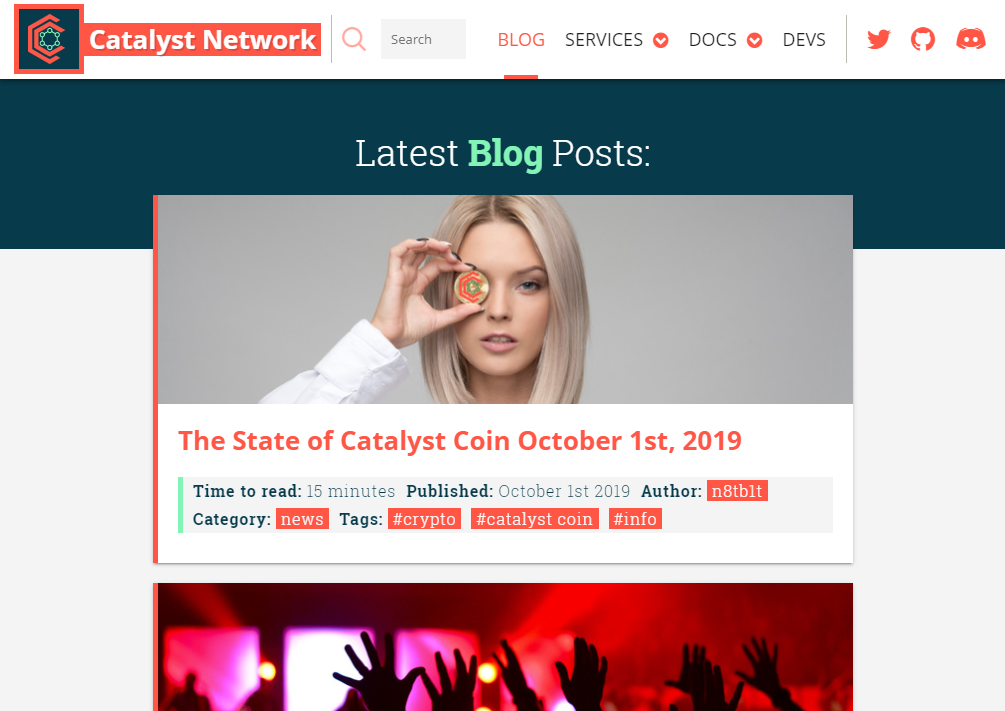 Catalyst Network
Search
BLOG SERVICES DOCS DEVS
Latest Blog Posts:
The State of Catalyst Coin October 1st, 2019
Time to read: 15 minutes Published: October 1st 2019 Author: n8tb1t
Category: news Tags: #crypto #catalyst coin #info